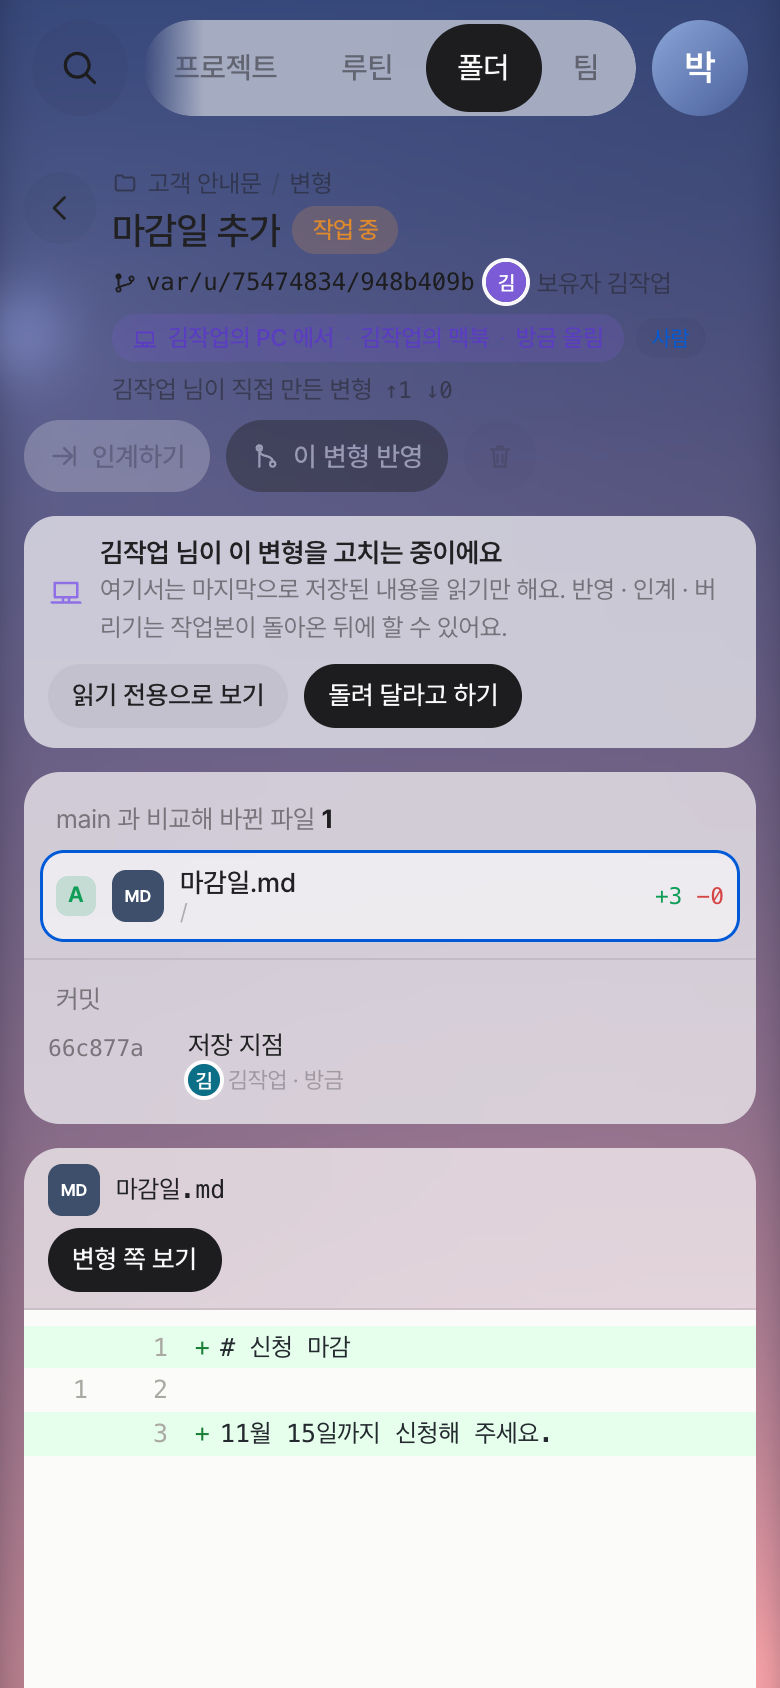 프로젝트 루틴 폴더 팀 박
고객 안내문 / 변형
마감일 추가 작업 중
var/u/75474834/948b409b 김 보유자 김작업
김작업의 PC 에서 · 김작업의 맥북 방금 올림 사람
김작업 님이 직접 만든 변형 ↑1 ↓0
인계하기 이 변형 반영
김작업 님이 이 변형을 고치는 중이에요
여기서는 마지막으로 저장된 내용을 읽기만 해요. 반영 · 인계 · 버
리기는 작업본이 돌아온 뒤에 할 수 있어요.
읽기 전용으로 보기 돌려 달라고 하기
main 과 비교해 바뀐 파일 1
A MD 마감일.md +3 −0
/
커밋
66c877a 저장 지점
김 김작업 · 방금
MD 마감일.md
변형 쪽 보기
1 + # 신청 마감
1 2
3 + 11월 15일까지 신청해 주세요.